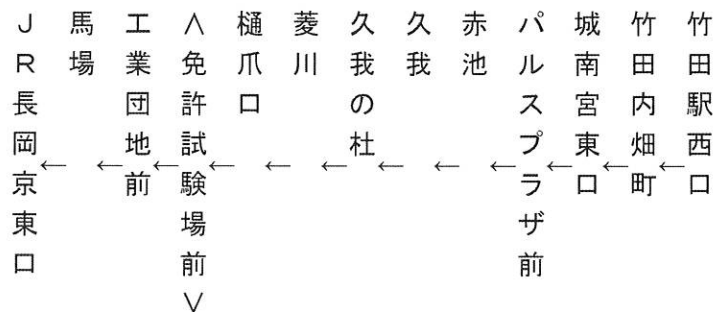 竹田駅西口
←
竹田内畑町
←
城南宮東口
←
パルスプラザ前
←
赤池
←
久我
←
久我の杜
←
菱川
←
樋爪口
←
<免許試験場前>
←
工業団地前
←
馬場
←
JR長岡京東口